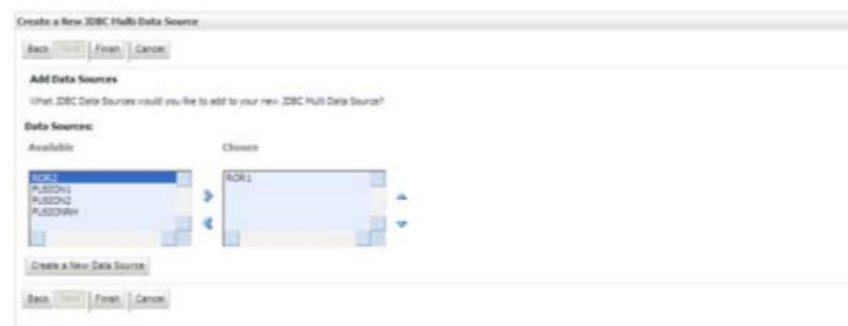 Create a New JDBC Multi Data Source
Back Next Finish Cancel
Add Data Sources
What JDBC Data Sources would you like to add to your new JDBC Multi Data Source?
Data Sources:
Available Chosen
ROR2 ROR1
FUSION1
FUSION2
FUSIONRM
Create a New Data Source
Back Next Finish Cancel